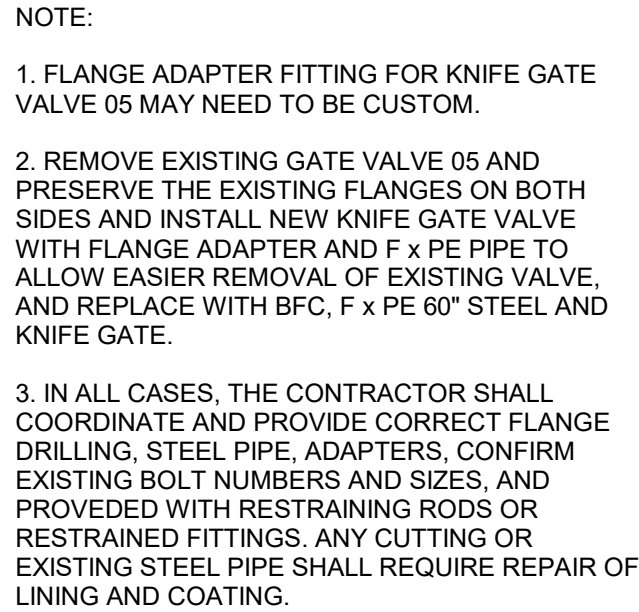 NOTE:
1. FLANGE ADAPTER FITTING FOR KNIFE GATE
VALVE 05 MAY NEED TO BE CUSTOM.
2. REMOVE EXISTING GATE VALVE 05 AND
PRESERVE THE EXISTING FLANGES ON BOTH
SIDES AND INSTALL NEW KNIFE GATE VALVE
WITH FLANGE ADAPTER AND F x PE PIPE TO
ALLOW EASIER REMOVAL OF EXISTING VALVE,
AND REPLACE WITH BFC, F x PE 60" STEEL AND
KNIFE GATE.
3. IN ALL CASES, THE CONTRACTOR SHALL
COORDINATE AND PROVIDE CORRECT FLANGE
DRILLING, STEEL PIPE, ADAPTERS, CONFIRM
EXISTING BOLT NUMBERS AND SIZES, AND
PROVEDED WITH RESTRAINING RODS OR
RESTRAINED FITTINGS. ANY CUTTING OR
EXISTING STEEL PIPE SHALL REQUIRE REPAIR OF
LINING AND COATING.